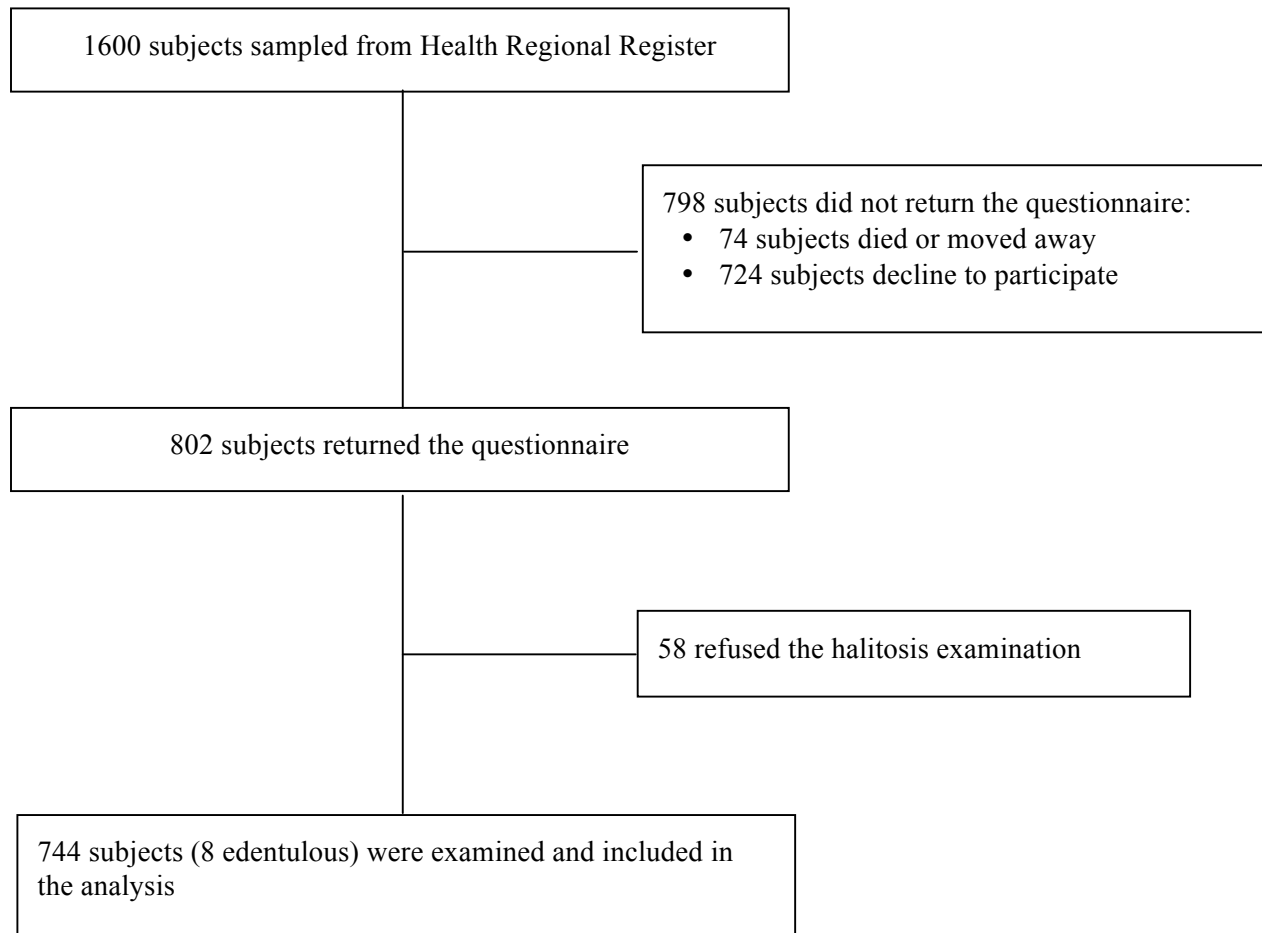 1600 subjects sampled from Health Regional Register
798 subjects did not return the questionnaire:
• 74 subjects died or moved away
• 724 subjects decline to participate
802 subjects returned the questionnaire
58 refused the halitosis examination
744 subjects (8 edentulous) were examined and included in
the analysis